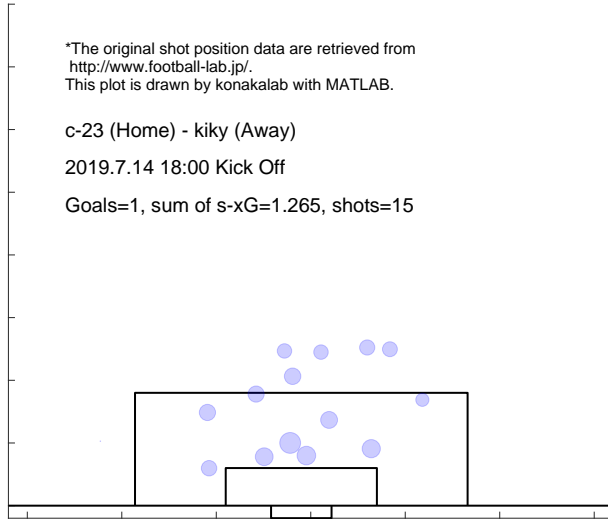 *The original shot position data are retrieved from
http://www.football-lab.jp/.
This plot is drawn by konakalab with MATLAB.
c-23 (Home) - kiky (Away)
2019.7.14 18:00 Kick Off
Goals=1, sum of s-xG=1.265, shots=15